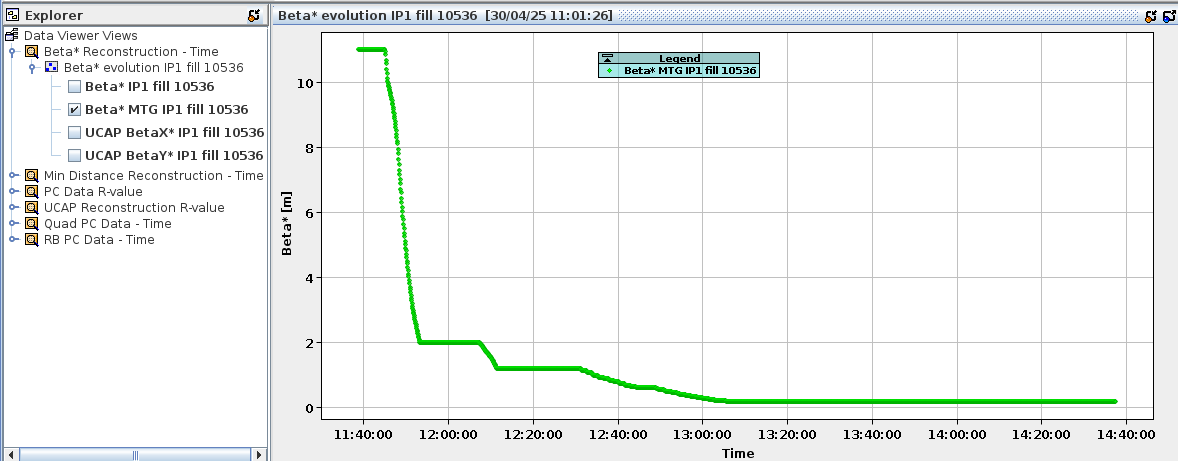 Explorer
Data Viewer Views
Beta* Reconstruction - Time
Beta* evolution IP1 fill 10536
Beta* IP1 fill 10536
Beta* MTG IP1 fill 10536
UCAP BetaX* IP1 fill 10536
UCAP BetaY* IP1 fill 10536
Min Distance Reconstruction - Time
PC Data R-value
UCAP Reconstruction R-value
Quad PC Data - Time
RB PC Data - Time
Beta* evolution IP1 fill 10536 [30/04/25 11:01:26]
Legend
Beta* MTG IP1 fill 10536
Beta* [m]
10
8
6
4
2
0
11:40:00 12:00:00 12:20:00 12:40:00 13:00:00 13:20:00 13:40:00 14:00:00 14:20:00 14:40:00
Time